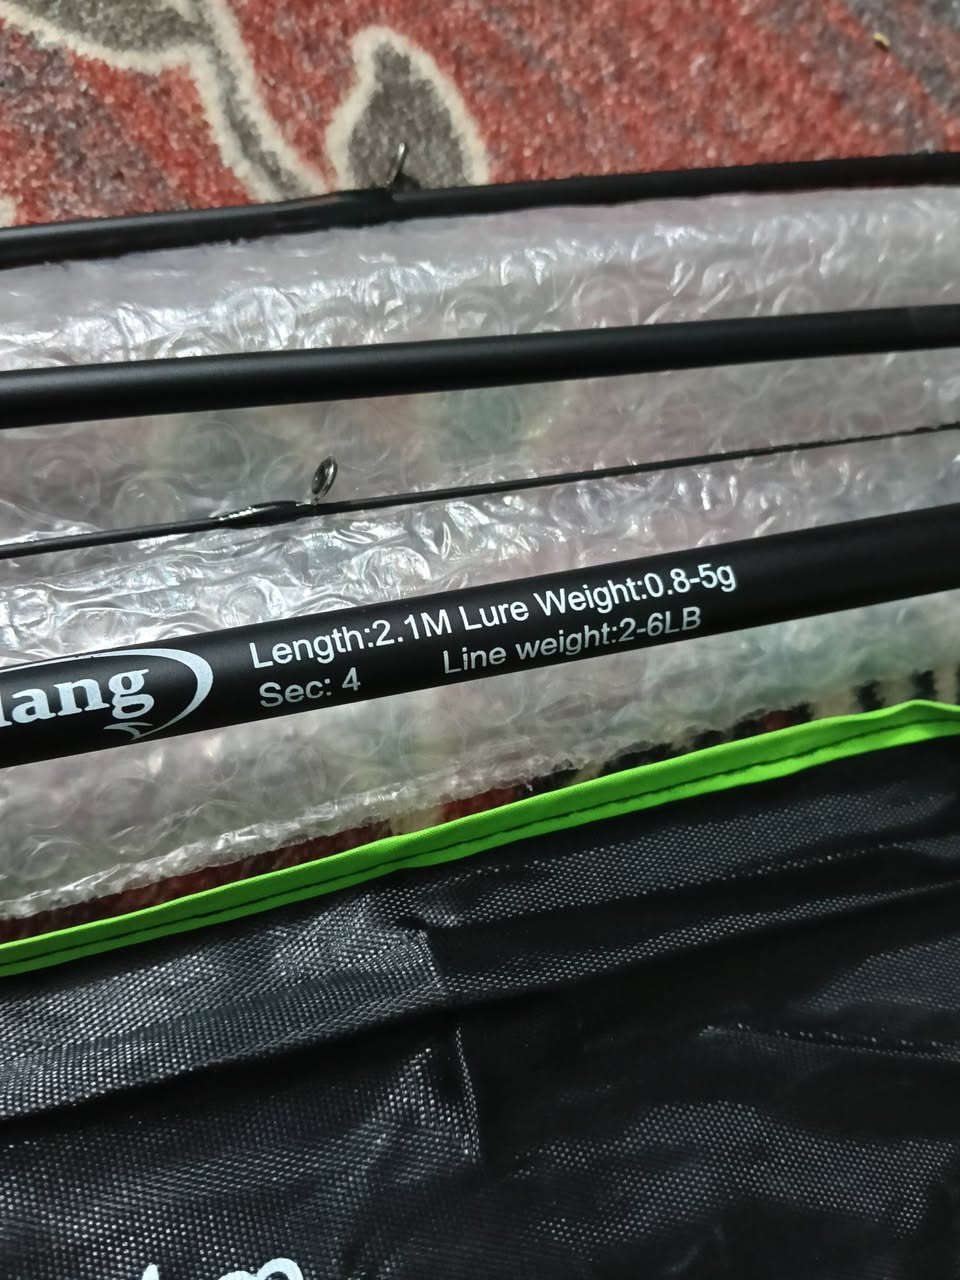 lang
Length:2.1M Lure Weight:0.8-5g
Sec: 4 Line weight:2-6LB